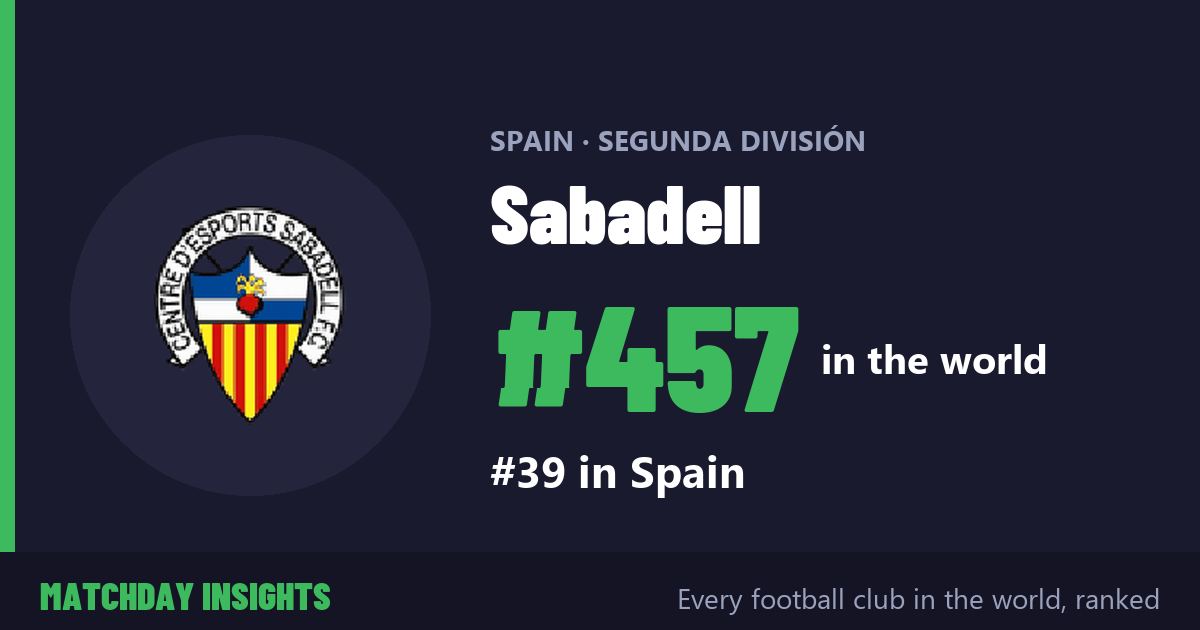 SPAIN · SEGUNDA DIVISIÓN
Sabadell
CENTRE D'ESPORTS SABADELL F.C.
#457 in the world
#39 in Spain
MATCHDAY INSIGHTS
Every football club in the world, ranked